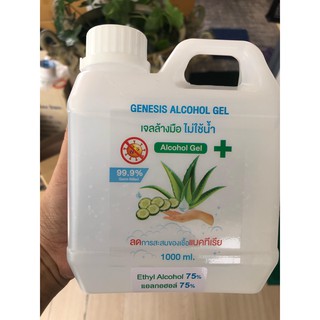 GENESIS ALCOHOL GEL
เจลล้างมือ ไม่ใช้น้ำ
Alcohol Gel
99.9%
ลดการสะสมของเชื้อแบคทีเรีย
1000 ml.
Ethyl Alcohol 75%
แอลกอฮอล์ 75%